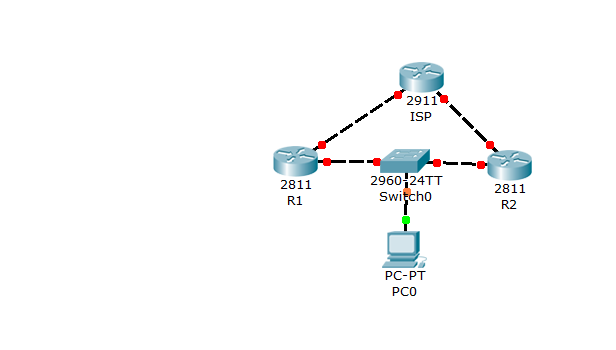 2911
ISP
2811
R1
2960-24TT
Switch0
2811
R2
PC-PT
PC0